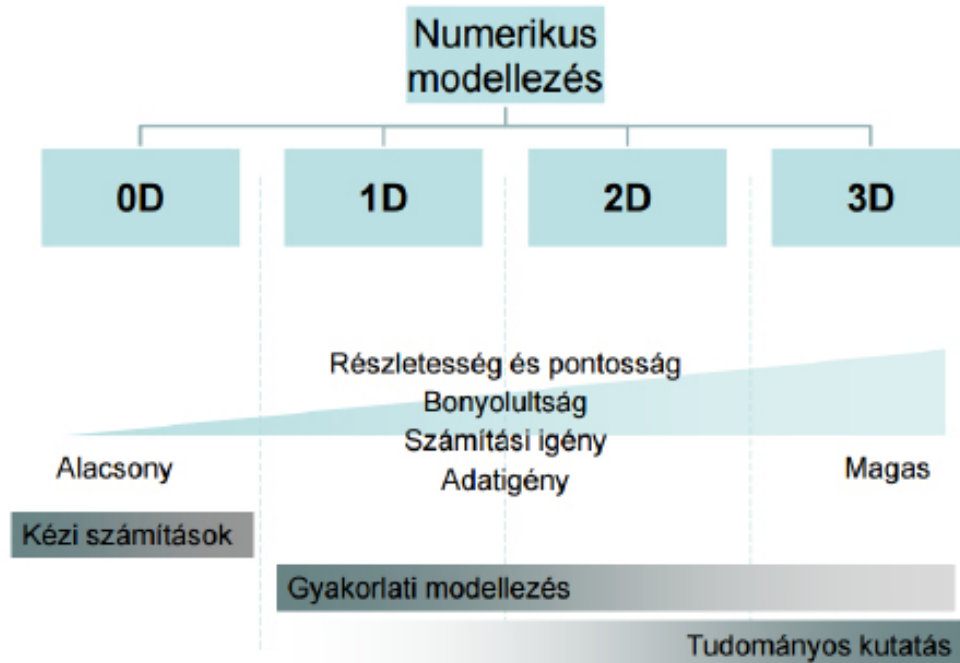 Numerikus
modellezés
0D
1D
2D
3D
Részletesség és pontosság
Bonyolultság
Számítási igény
Adatigény
Alacsony
Magas
Kézi számítások
Gyakorlati modellezés
Tudományos kutatás